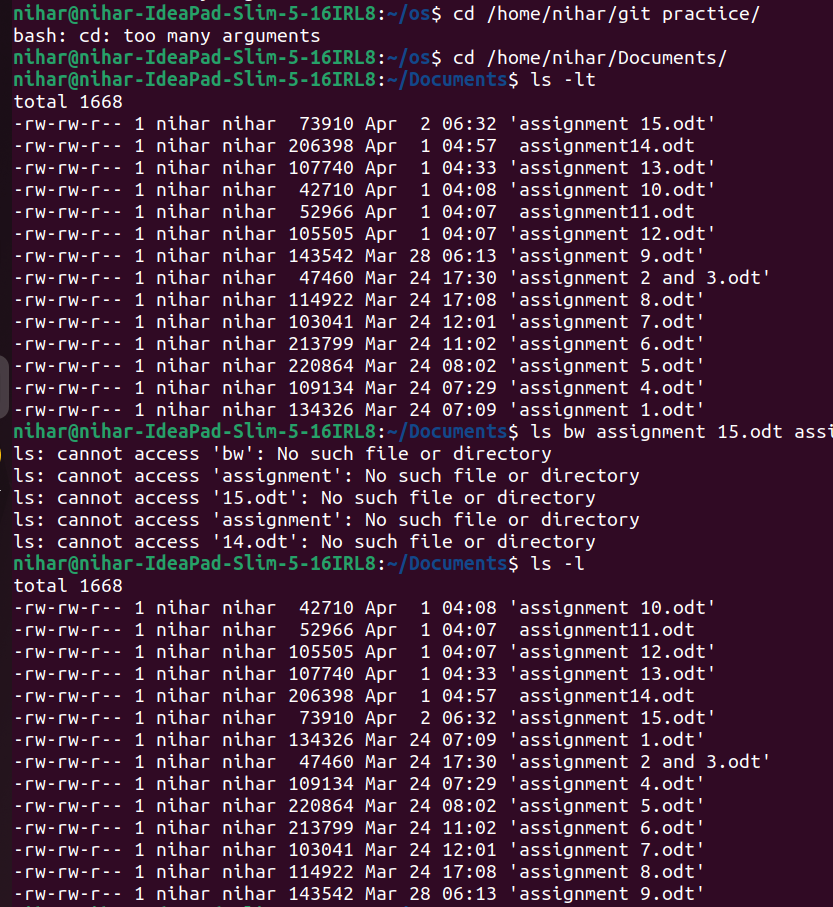 nihar@nihar-IdeaPad-Slim-5-16IRL8:~/os$ cd /home/nihar/git practice/
bash: cd: too many arguments
nihar@nihar-IdeaPad-Slim-5-16IRL8:~/os$ cd /home/nihar/Documents/
nihar@nihar-IdeaPad-Slim-5-16IRL8:~/Documents$ ls -lt
total 1668
-rw-rw-r-- 1 nihar nihar  73910 Apr  2 06:32 'assignment 15.odt'
-rw-rw-r-- 1 nihar nihar 206398 Apr  1 04:57  assignment14.odt
-rw-rw-r-- 1 nihar nihar 107740 Apr  1 04:33 'assignment 13.odt'
-rw-rw-r-- 1 nihar nihar  42710 Apr  1 04:08 'assignment 10.odt'
-rw-rw-r-- 1 nihar nihar  52966 Apr  1 04:07  assignment11.odt
-rw-rw-r-- 1 nihar nihar 105505 Apr  1 04:07 'assignment 12.odt'
-rw-rw-r-- 1 nihar nihar 143542 Mar 28 06:13 'assignment 9.odt'
-rw-rw-r-- 1 nihar nihar  47460 Mar 24 17:30 'assignment 2 and 3.odt'
-rw-rw-r-- 1 nihar nihar 114922 Mar 24 17:08 'assignment 8.odt'
-rw-rw-r-- 1 nihar nihar 103041 Mar 24 12:01 'assignment 7.odt'
-rw-rw-r-- 1 nihar nihar 213799 Mar 24 11:02 'assignment 6.odt'
-rw-rw-r-- 1 nihar nihar 220864 Mar 24 08:02 'assignment 5.odt'
-rw-rw-r-- 1 nihar nihar 109134 Mar 24 07:29 'assignment 4.odt'
-rw-rw-r-- 1 nihar nihar 134326 Mar 24 07:09 'assignment 1.odt'
nihar@nihar-IdeaPad-Slim-5-16IRL8:~/Documents$ ls bw assignment 15.odt assi
ls: cannot access 'bw': No such file or directory
ls: cannot access 'assignment': No such file or directory
ls: cannot access '15.odt': No such file or directory
ls: cannot access 'assignment': No such file or directory
ls: cannot access '14.odt': No such file or directory
nihar@nihar-IdeaPad-Slim-5-16IRL8:~/Documents$ ls -l
total 1668
-rw-rw-r-- 1 nihar nihar  42710 Apr  1 04:08 'assignment 10.odt'
-rw-rw-r-- 1 nihar nihar  52966 Apr  1 04:07  assignment11.odt
-rw-rw-r-- 1 nihar nihar 105505 Apr  1 04:07 'assignment 12.odt'
-rw-rw-r-- 1 nihar nihar 107740 Apr  1 04:33 'assignment 13.odt'
-rw-rw-r-- 1 nihar nihar 206398 Apr  1 04:57  assignment14.odt
-rw-rw-r-- 1 nihar nihar  73910 Apr  2 06:32 'assignment 15.odt'
-rw-rw-r-- 1 nihar nihar 134326 Mar 24 07:09 'assignment 1.odt'
-rw-rw-r-- 1 nihar nihar  47460 Mar 24 17:30 'assignment 2 and 3.odt'
-rw-rw-r-- 1 nihar nihar 109134 Mar 24 07:29 'assignment 4.odt'
-rw-rw-r-- 1 nihar nihar 220864 Mar 24 08:02 'assignment 5.odt'
-rw-rw-r-- 1 nihar nihar 213799 Mar 24 11:02 'assignment 6.odt'
-rw-rw-r-- 1 nihar nihar 103041 Mar 24 12:01 'assignment 7.odt'
-rw-rw-r-- 1 nihar nihar 114922 Mar 24 17:08 'assignment 8.odt'
-rw-rw-r-- 1 nihar nihar 143542 Mar 28 06:13 'assignment 9.odt'